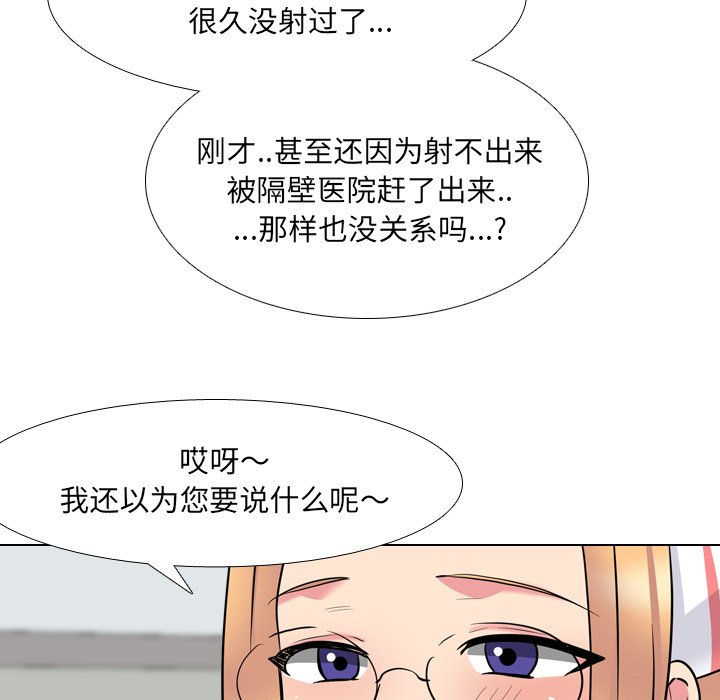 很久没射过了...
刚才..甚至还因为射不出来
被隔壁医院赶了出来..
...那样也没关系吗...?
哎呀～
我还以为您要说什么呢～